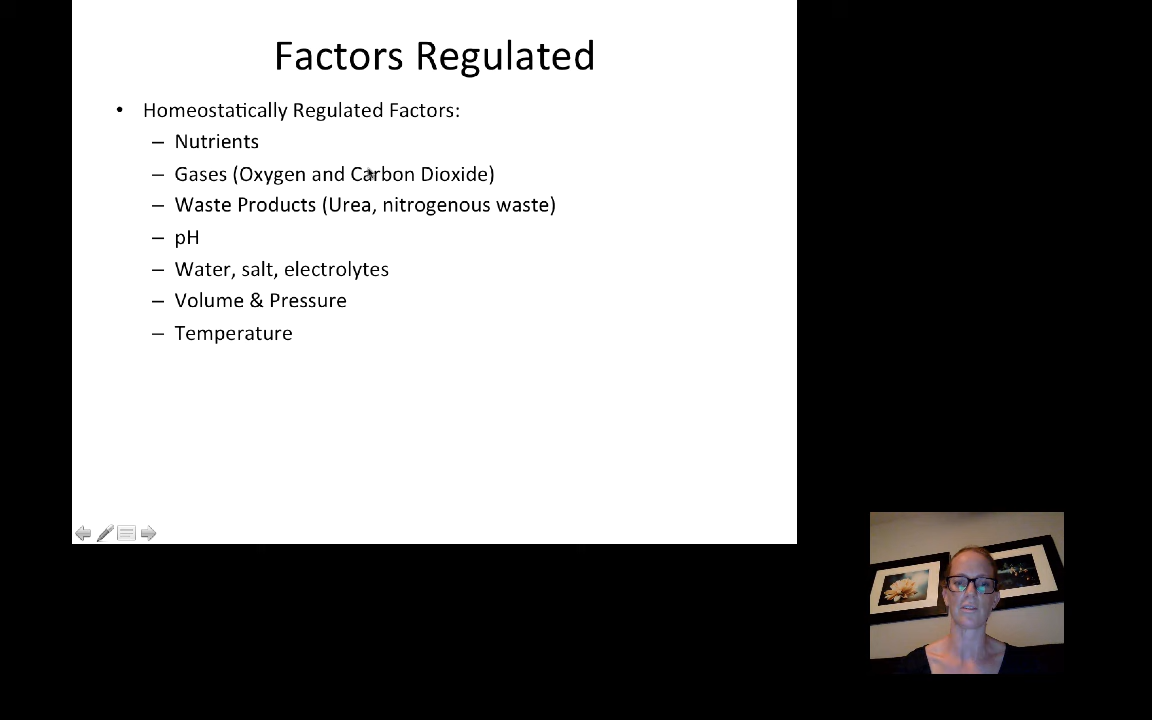 Factors Regulated
• Homeostatically Regulated Factors:
– Nutrients
– Gases (Oxygen and Carbon Dioxide)
– Waste Products (Urea, nitrogenous waste)
– pH
– Water, salt, electrolytes
– Volume & Pressure
– Temperature